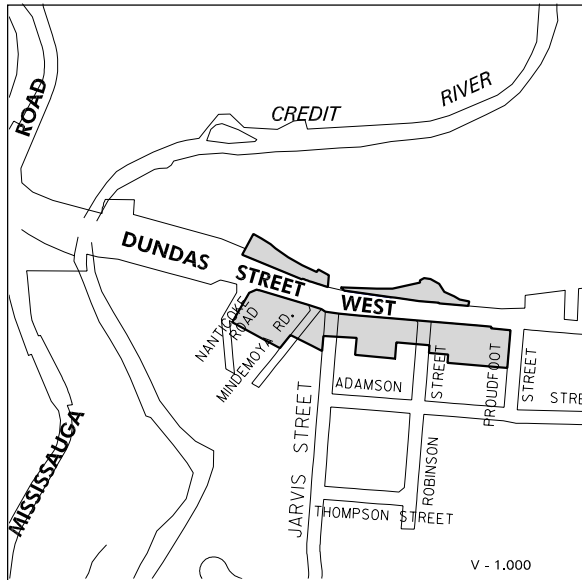 ROAD
CREDIT RIVER
DUNDAS STREET WEST
NANTICOKE ROAD
MINDEMOYA RD.
ADAMSON STREET
PROUDFOOT STREET
STRE
JARVIS STREET
ROBINSON
MISSISSAUGA
THOMPSON STREET
V - 1.000